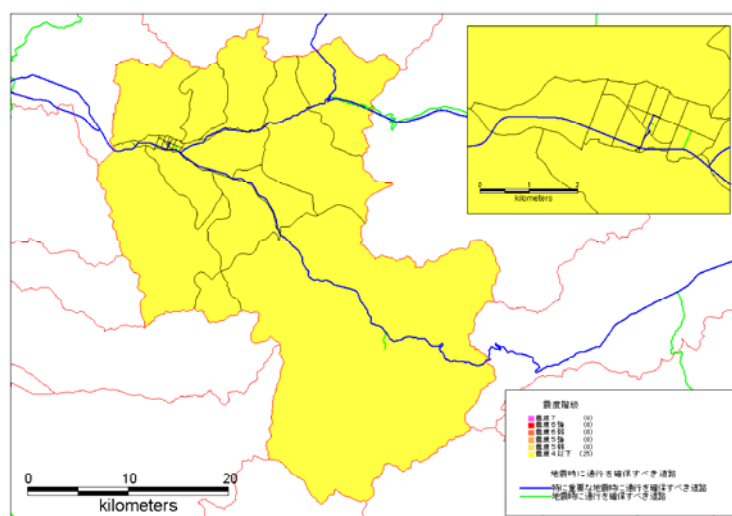 0 1 2
kilometers
震度階級
震度7 (0)
震度6強 (0)
震度6弱 (0)
震度5強 (0)
震度5弱 (0)
震度4以下 (25)
地震時に通行を確保すべき道路
特に重要な地震時に通行を確保すべき道路
地震時に通行を確保すべき道路
0 10 20
kilometers